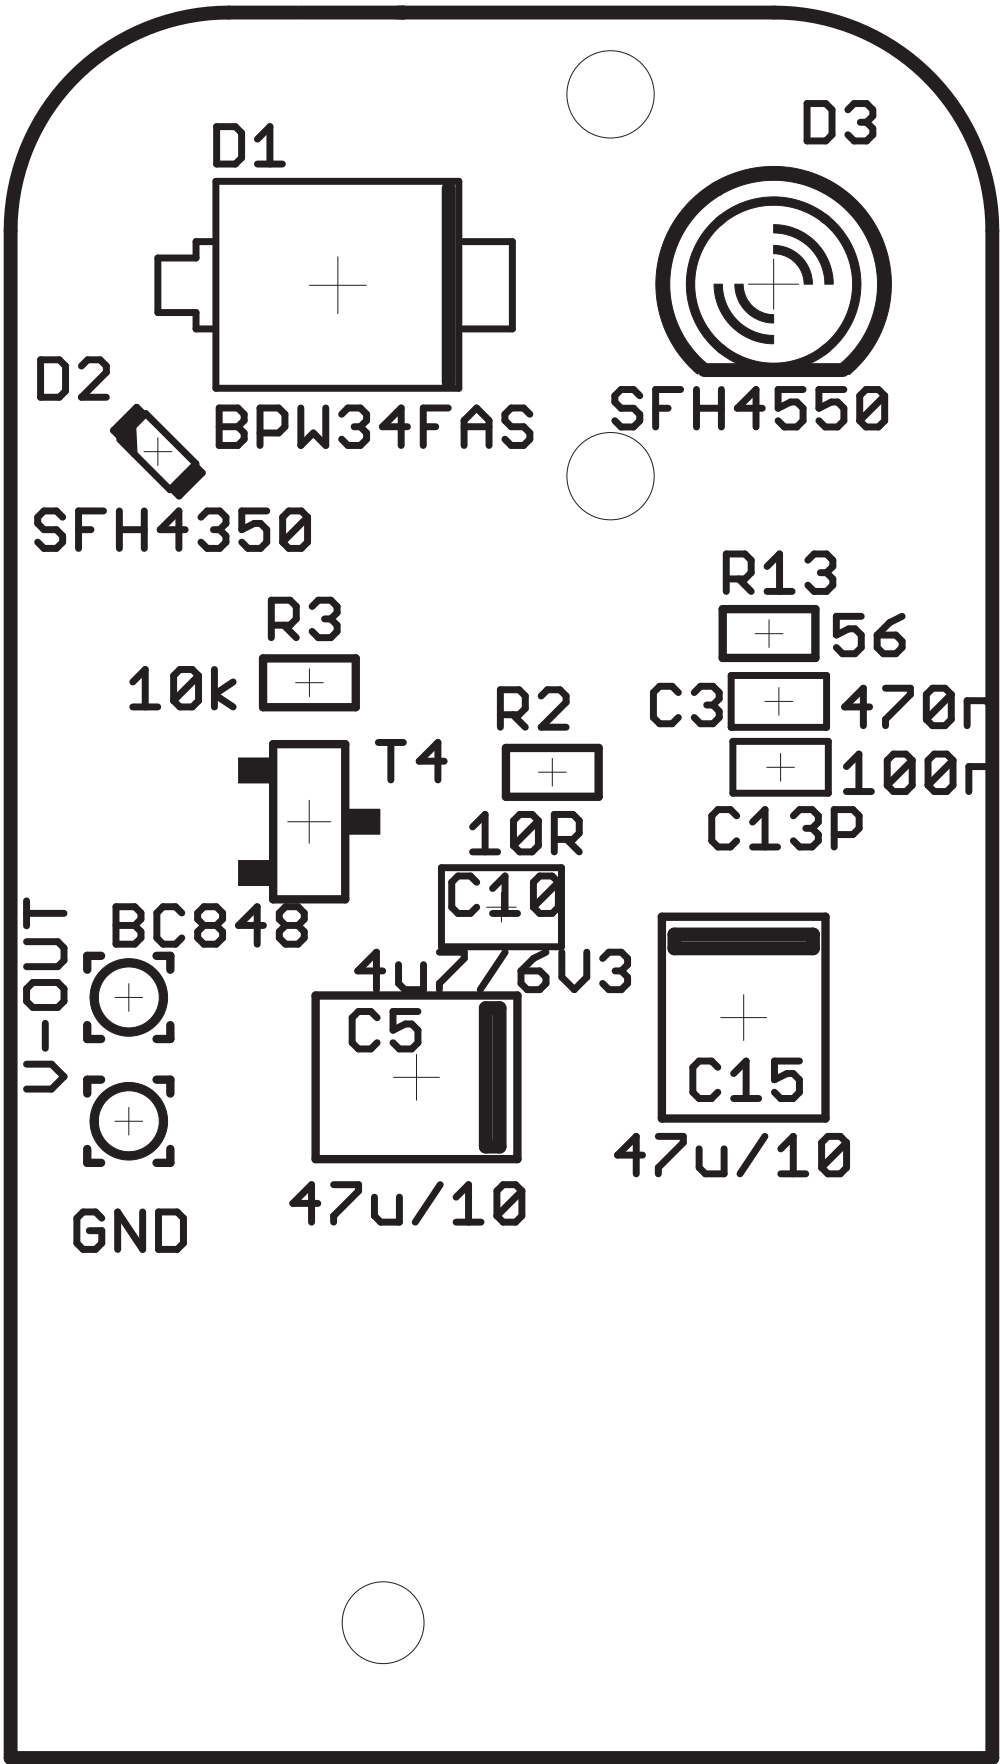 D3
D1
D2
BPW34FAS
SFH4550
SFH4350
R13
56
R3
10k
R2
C3
470n
T4
100n
10R
C13P
C10
BC848
V-OUT
4u7/6V3
C5
C15
47u/10
47u/10
GND